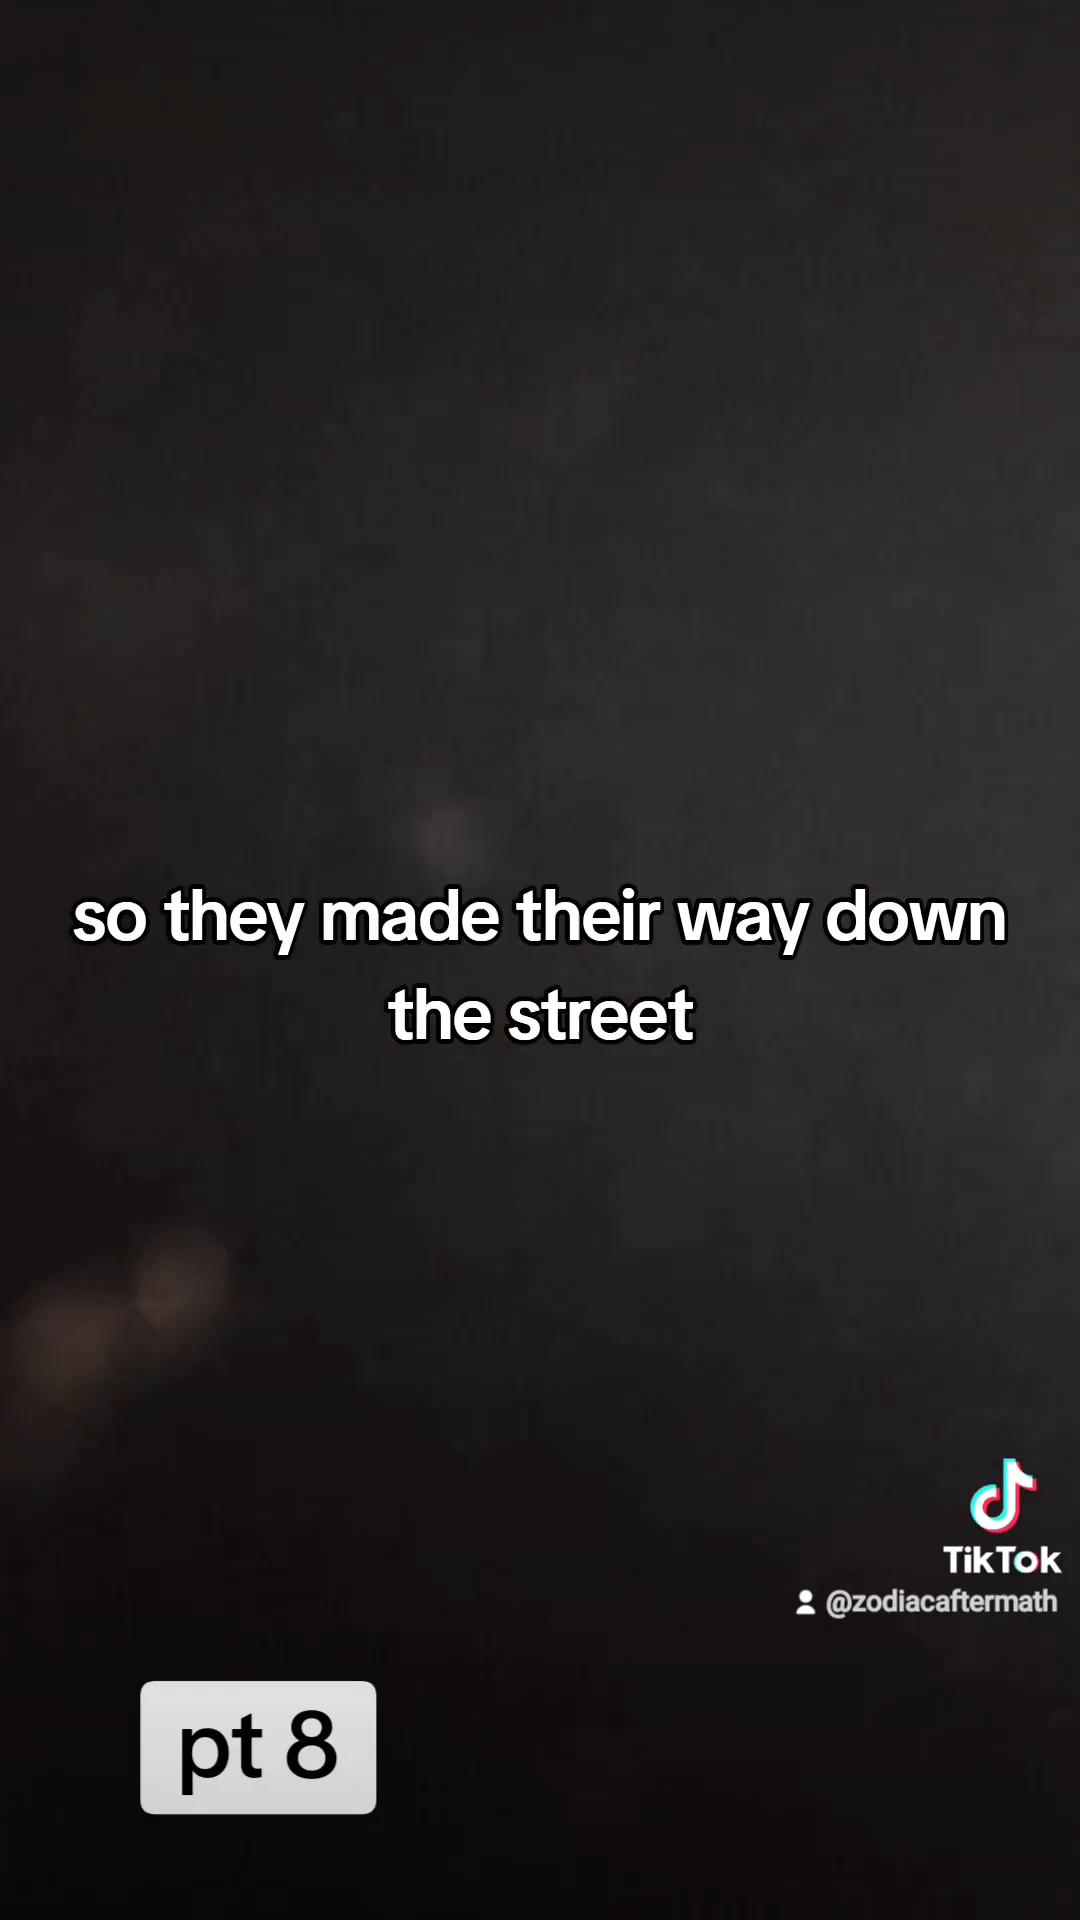 so they made their way down
the street
TikTok
@zodiacaftermath
pt 8